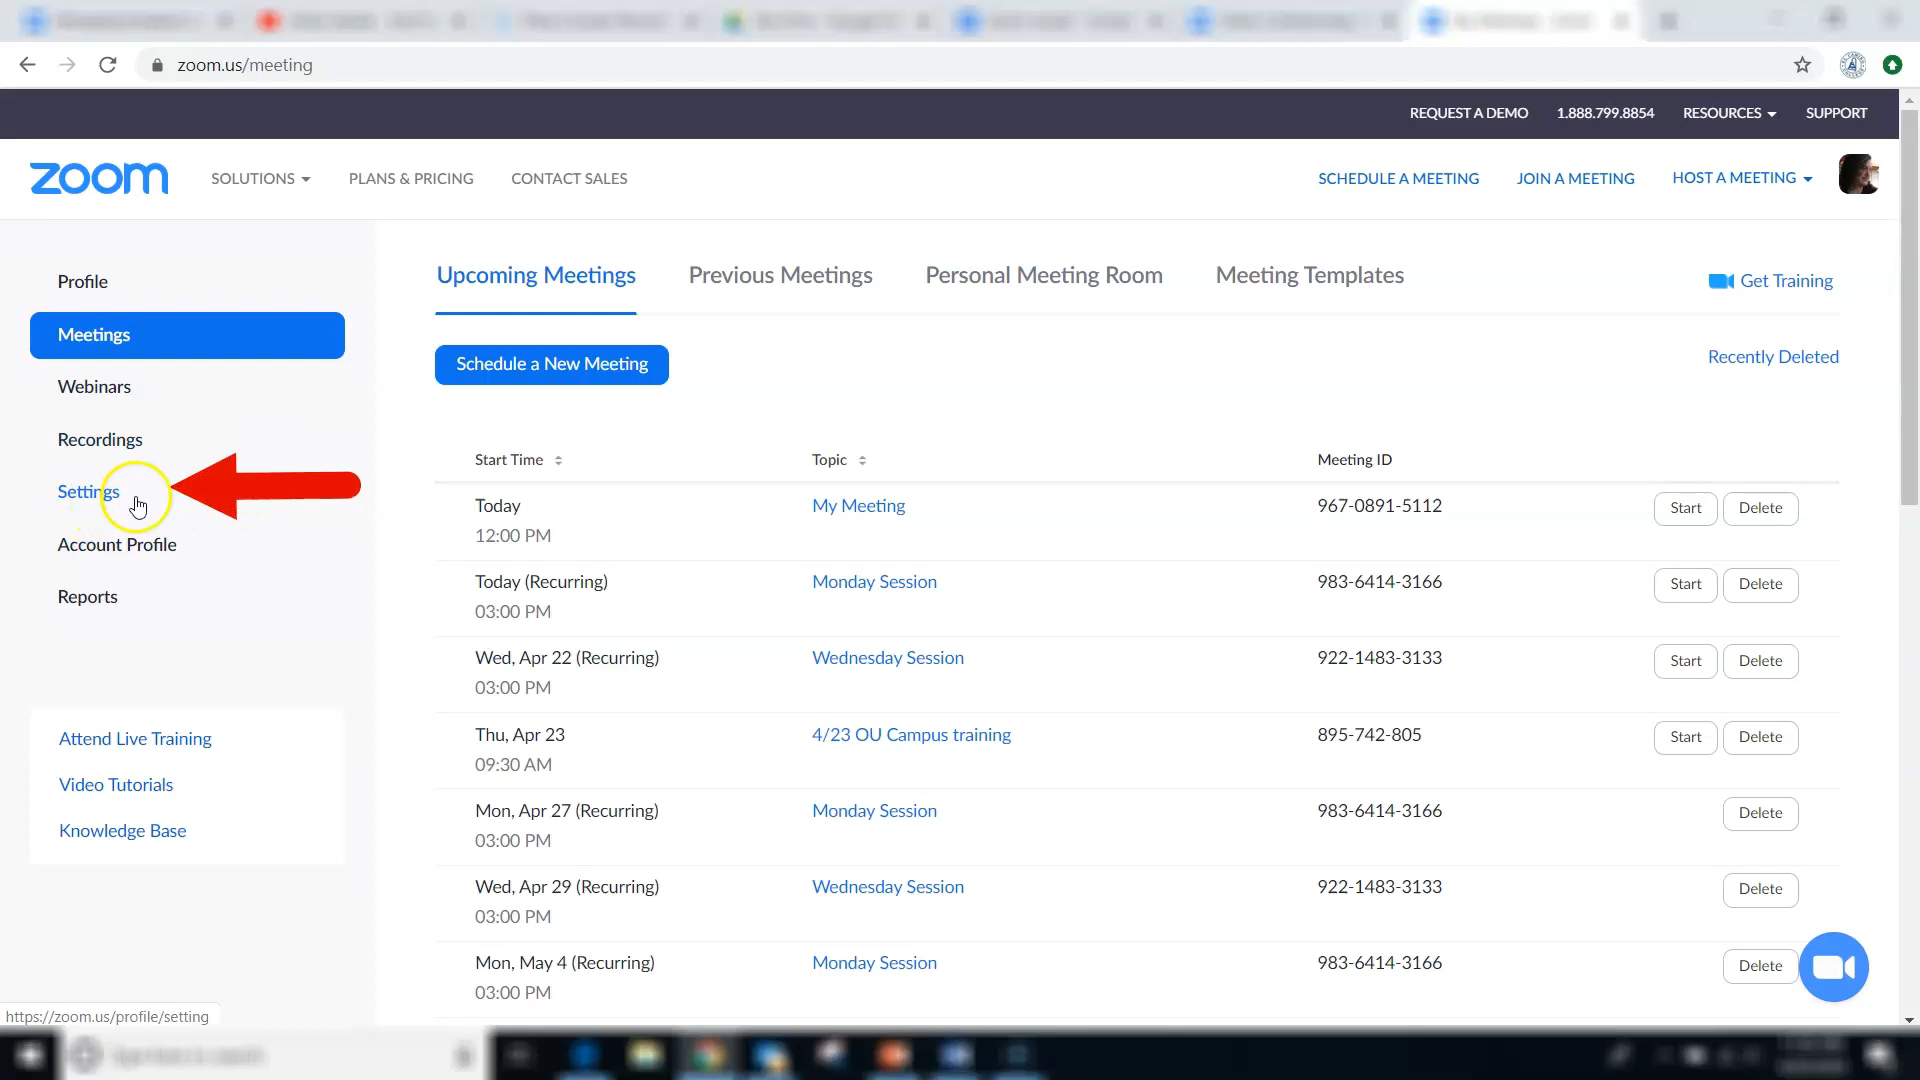 zoom.us/meeting
REQUEST A DEMO 1.888.799.8854 RESOURCES SUPPORT
zoom SOLUTIONS PLANS & PRICING CONTACT SALES SCHEDULE A MEETING JOIN A MEETING HOST A MEETING
Profile
Meetings
Webinars
Recordings
Settings
Account Profile
Reports
Attend Live Training
Video Tutorials
Knowledge Base
Upcoming Meetings Previous Meetings Personal Meeting Room Meeting Templates
Get Training
Schedule a New Meeting
Recently Deleted
Start Time Topic Meeting ID
Today My Meeting 967-0891-5112 Start Delete
12:00 PM
Today (Recurring) Monday Session 983-6414-3166 Start Delete
03:00 PM
Wed, Apr 22 (Recurring) Wednesday Session 922-1483-3133 Start Delete
03:00 PM
Thu, Apr 23 4/23 OU Campus training 895-742-805 Start Delete
09:30 AM
Mon, Apr 27 (Recurring) Monday Session 983-6414-3166 Delete
03:00 PM
Wed, Apr 29 (Recurring) Wednesday Session 922-1483-3133 Delete
03:00 PM
Mon, May 4 (Recurring) Monday Session 983-6414-3166 Delete
03:00 PM
https://zoom.us/profile/setting